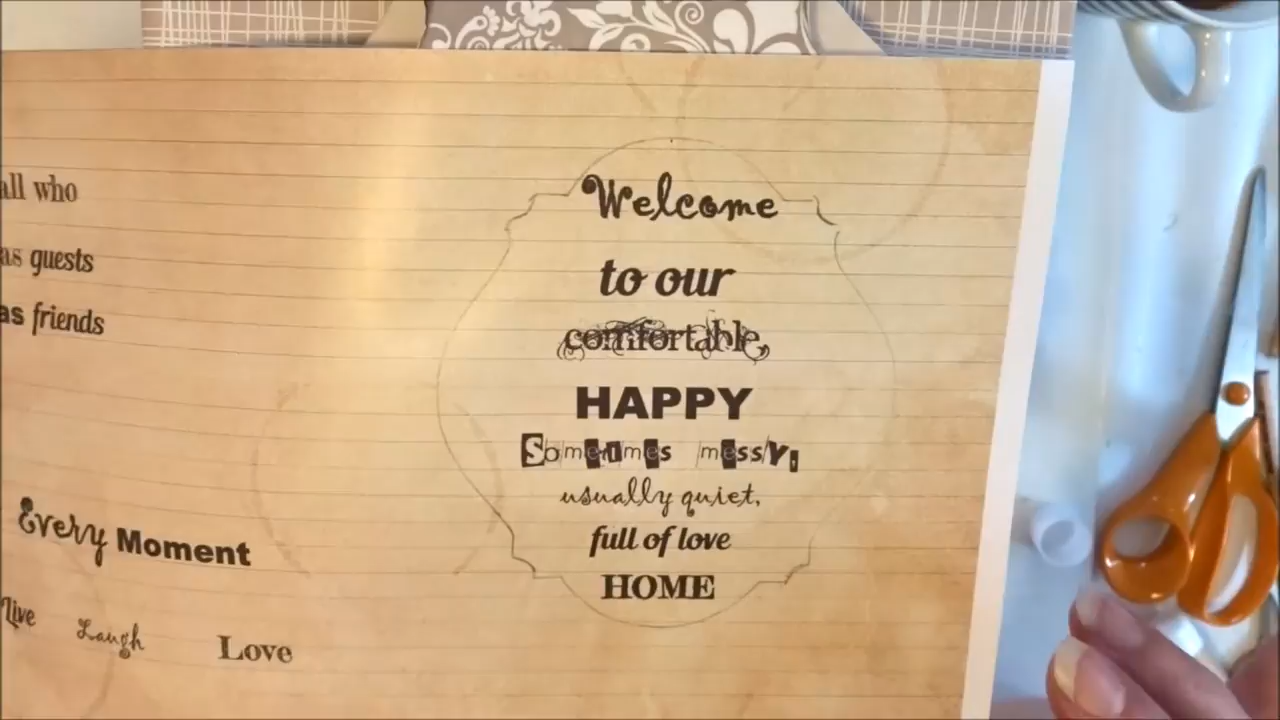 all who
as guests
as friends
Every Moment
Live Laugh Love
Welcome
to our
comfortable,
HAPPY
Sometimes messy,
usually quiet,
full of love
HOME